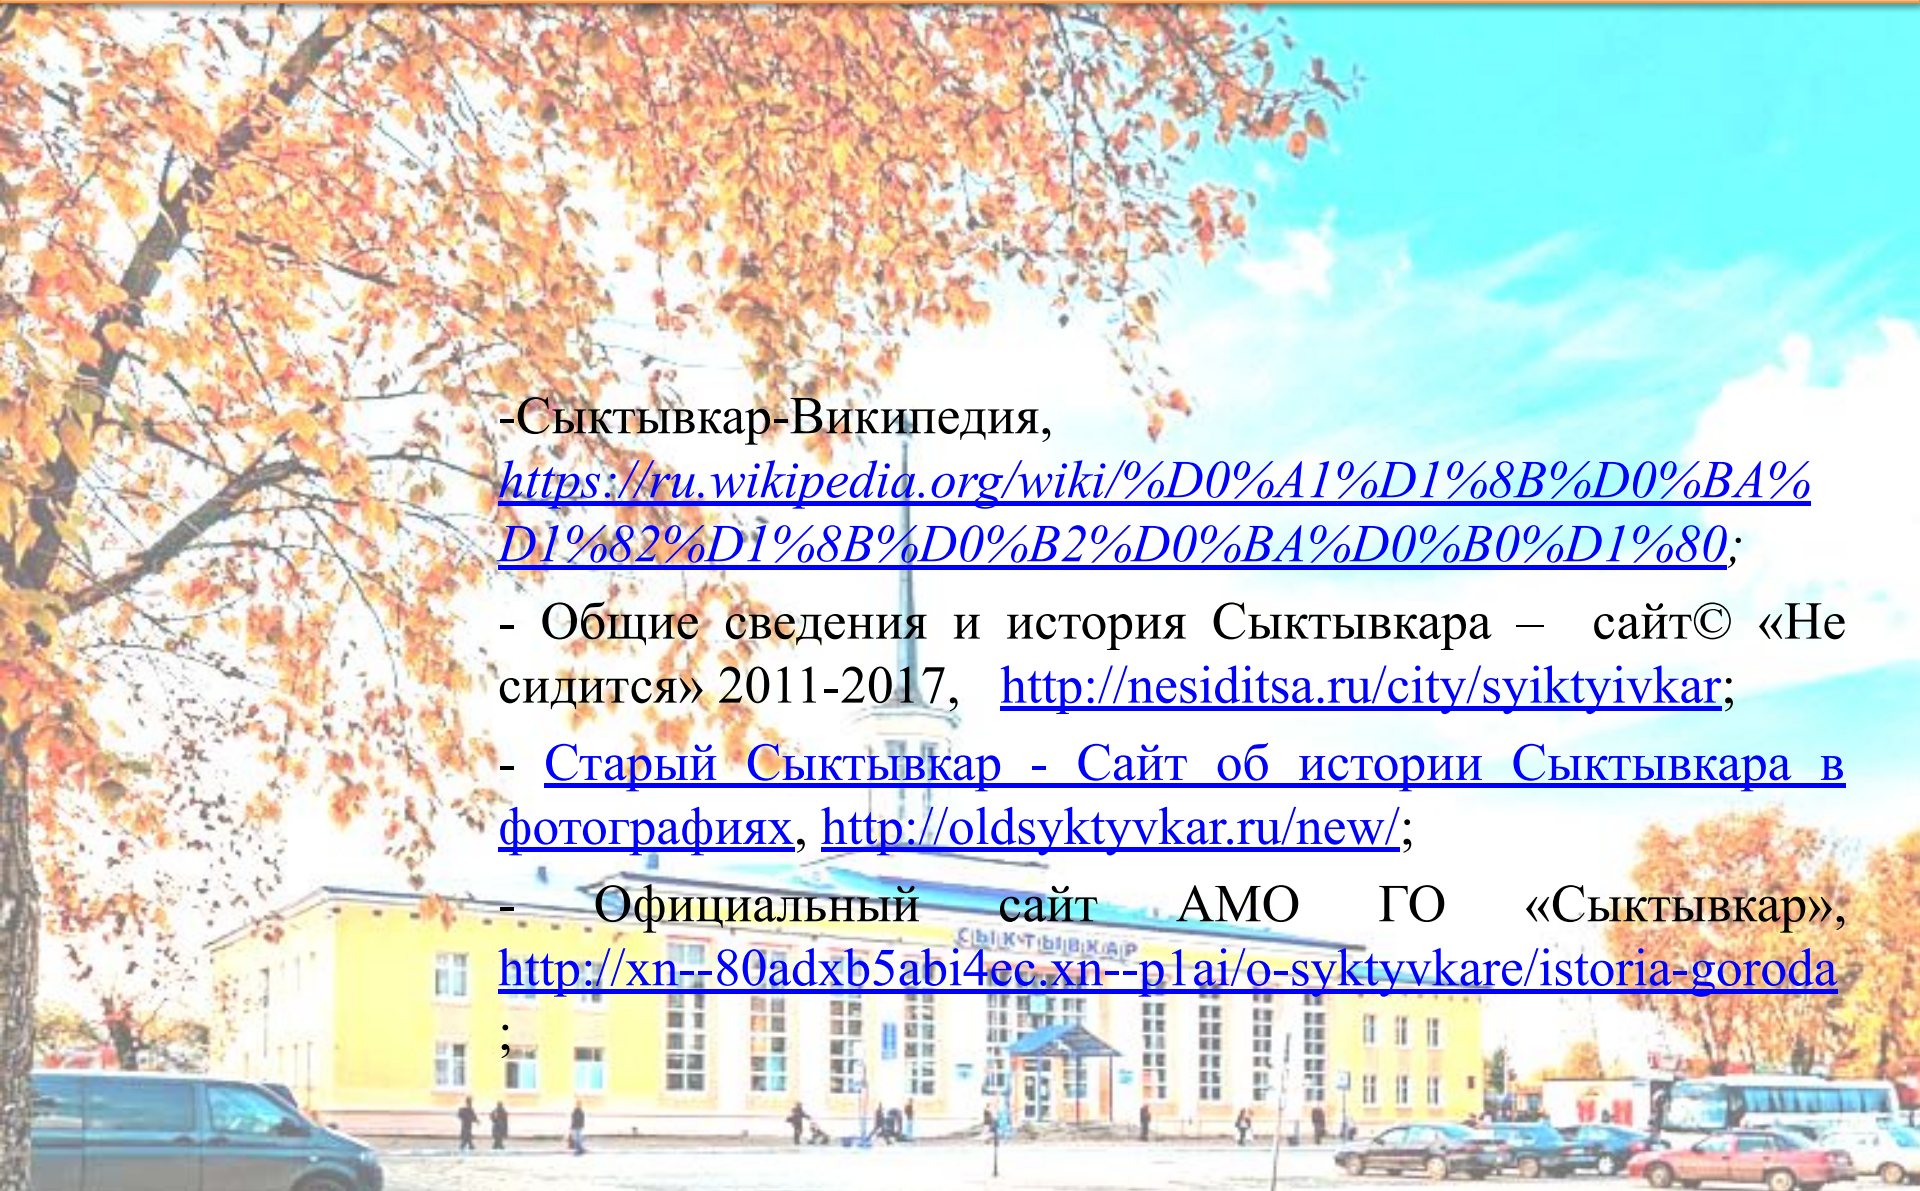 -Сыктывкар-Википедия,
https://ru.wikipedia.org/wiki/%D0%A1%D1%8B%D0%BA%
D1%82%D1%8B%D0%B2%D0%BA%D0%B0%D1%80;
- Общие сведения и история Сыктывкара – сайт© «Не
сидится» 2011-2017, http://nesiditsa.ru/city/syiktyivkar;
- Старый Сыктывкар - Сайт об истории Сыктывкара в
фотографиях, http://oldsyktyvkar.ru/new/;
- Официальный сайт АМО ГО «Сыктывкар»,
СЫКТЫВКАР
http://xn--80adxb5abi4ec.xn--p1ai/o-syktyvkare/istoria-goroda
;